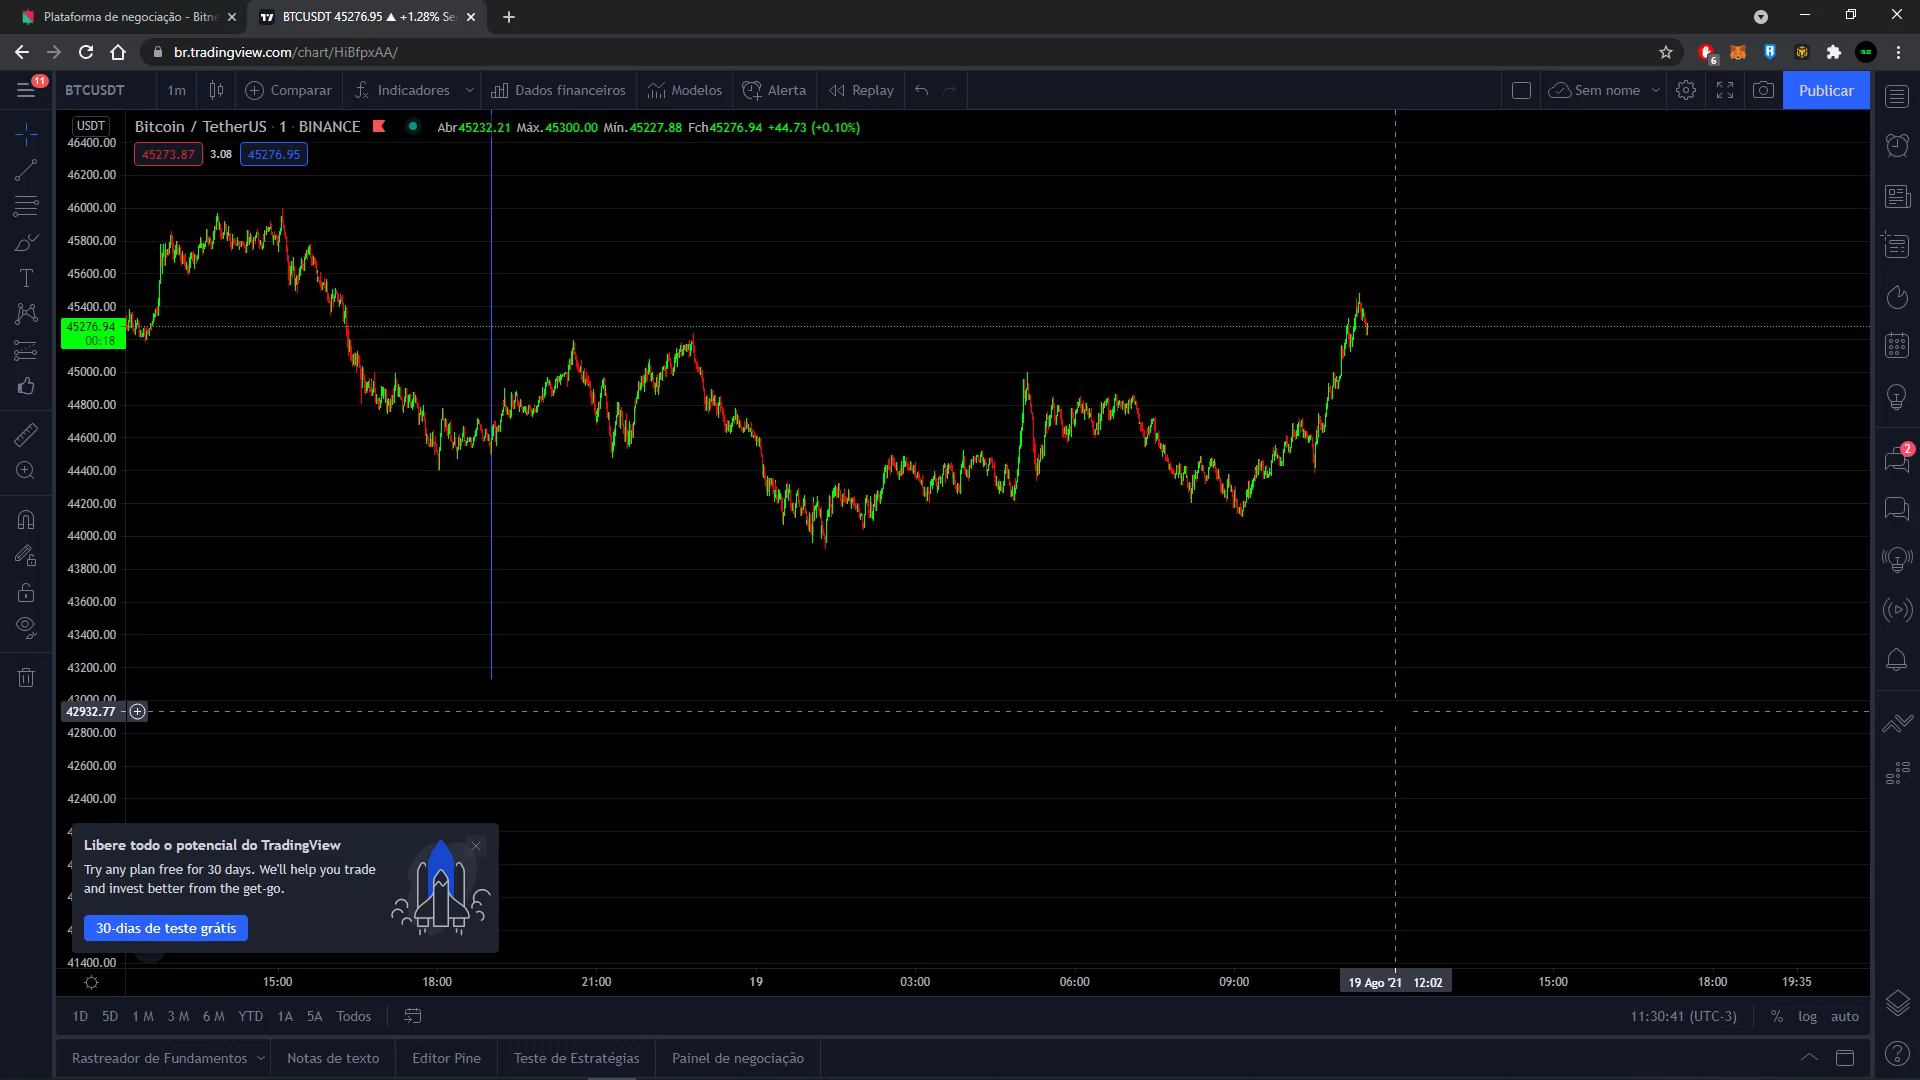 Plataforma de negociação - Bitne
BTCUSDT 45276.95 ▲ +1.28% Se
br.tradingview.com/chart/HiBfpxAA/
6
11
BTCUSDT
1m
Comparar
Indicadores
Dados financeiros
Modelos
Alerta
Replay
Sem nome
Publicar
USDT
Bitcoin / TetherUS · 1 · BINANCE
Abr45232.21 Máx.45300.00 Mín.45227.88 Fch45276.94 +44.73 (+0.10%)
45273.87
3.08
45276.95
46400.00
46200.00
46000.00
45800.00
45600.00
45400.00
45276.94
00:18
45000.00
44800.00
44600.00
44400.00
44200.00
44000.00
43800.00
43600.00
43400.00
43200.00
43000.00
42932.77
42800.00
42600.00
42400.00
41400.00
2
Libere todo o potencial do TradingView
Try any plan free for 30 days. We'll help you trade
and invest better from the get-go.
30-dias de teste grátis
15:00
18:00
21:00
19
03:00
06:00
09:00
19 Ago '21 12:02
15:00
18:00
19:35
1D
5D
1 M
3 M
6 M
YTD
1A
5A
Todos
11:30:41 (UTC-3)
%
log
auto
Rastreador de Fundamentos
Notas de texto
Editor Pine
Teste de Estratégias
Painel de negociação